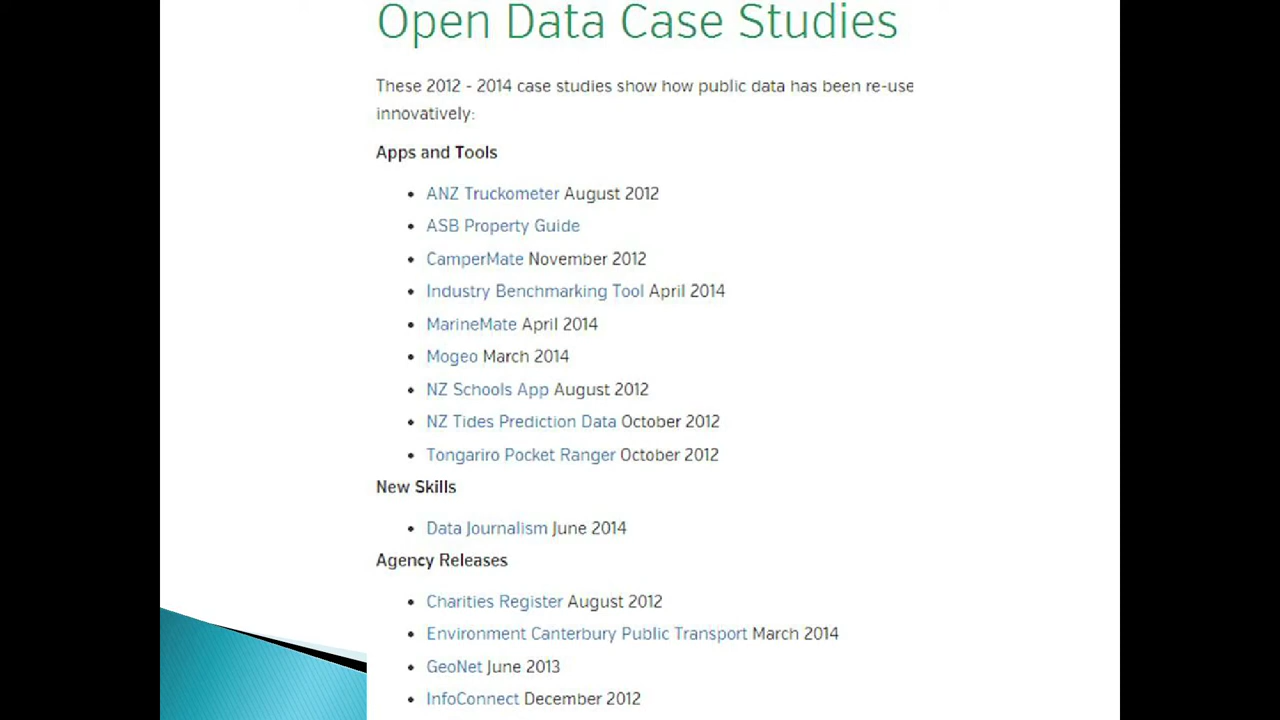 Open Data Case Studies
These 2012 - 2014 case studies show how public data has been re-use
innovatively:
Apps and Tools
• ANZ Truckometer August 2012
• ASB Property Guide
• CamperMate November 2012
• Industry Benchmarking Tool April 2014
• MarineMate April 2014
• Mogeo March 2014
• NZ Schools App August 2012
• NZ Tides Prediction Data October 2012
• Tongariro Pocket Ranger October 2012
New Skills
• Data Journalism June 2014
Agency Releases
• Charities Register August 2012
• Environment Canterbury Public Transport March 2014
• GeoNet June 2013
• InfoConnect December 2012